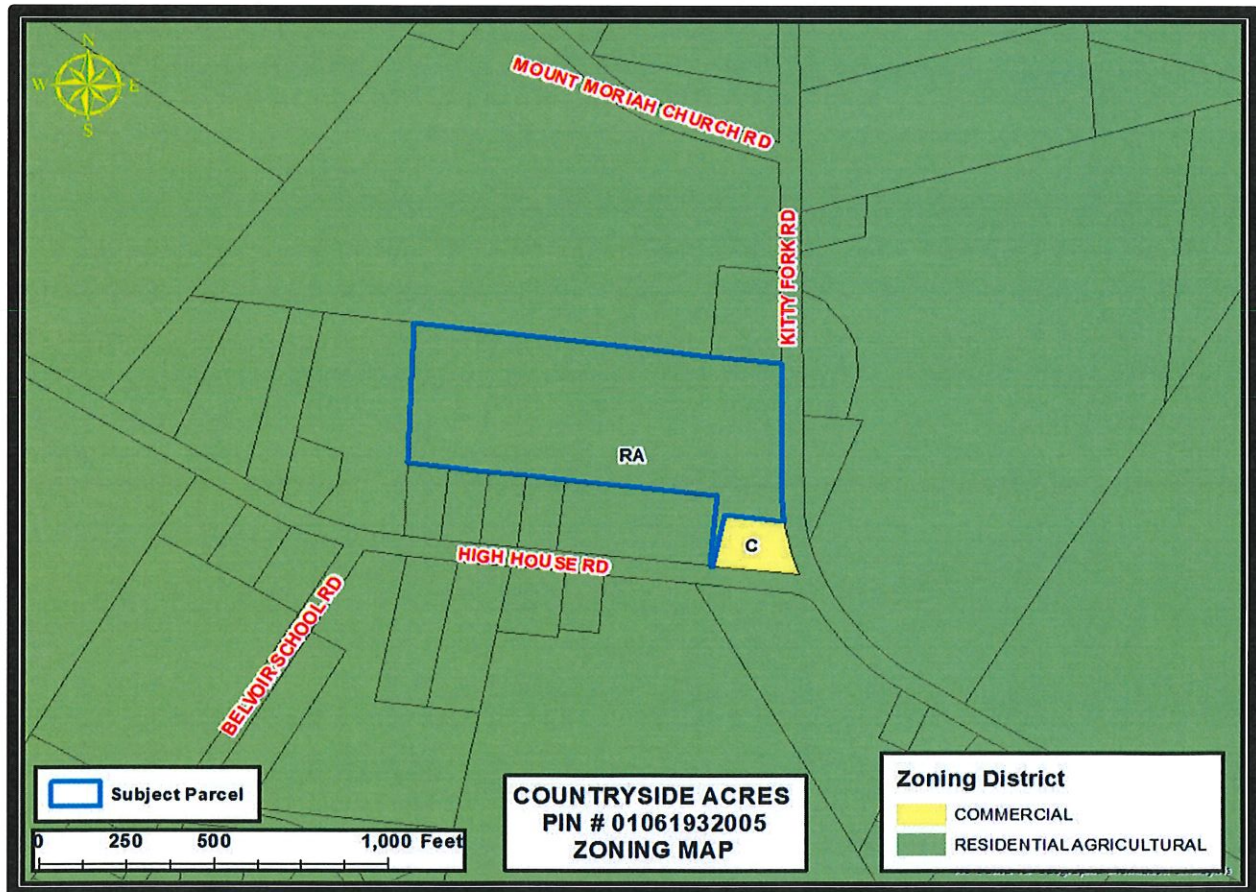 N
W E
S
MOUNT MORIAH CHURCH RD
KITTY FORK RD
RA
C
HIGH HOUSE RD
BELVOIR SCHOOL RD
Subject Parcel
0 250 500 1,000 Feet
COUNTRYSIDE ACRES
PIN # 01061932005
ZONING MAP
Zoning District
COMMERCIAL
RESIDENTIAL AGRICULTURAL